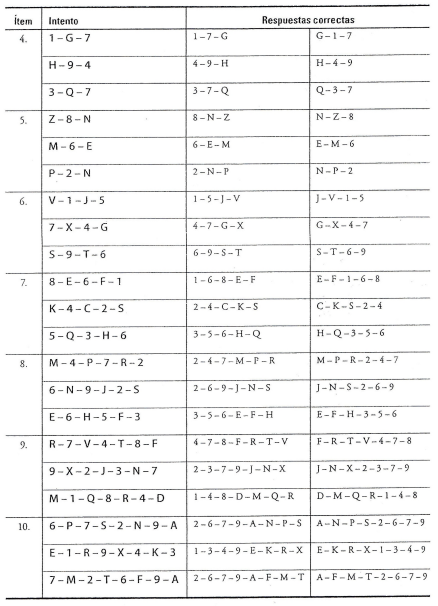 Ítem Intento Respuestas correctas
4. 1 – G – 7 1 – 7 – G G – 1 – 7
H – 9 – 4 4 – 9 – H H – 4 – 9
3 – Q – 7 3 – 7 – Q Q – 3 – 7
5. Z – 8 – N 8 – N – Z N – Z – 8
M – 6 – E 6 – E – M E – M – 6
P – 2 – N 2 – N – P N – P – 2
6. V – 1 – J – 5 1 – 5 – J – V J – V – 1 – 5
7 – X – 4 – G 4 – 7 – G – X G – X – 4 – 7
S – 9 – T – 6 6 – 9 – S – T S – T – 6 – 9
7. 8 – E – 6 – F – 1 1 – 6 – 8 – E – F E – F – 1 – 6 – 8
K – 4 – C – 2 – S 2 – 4 – C – K – S C – K – S – 2 – 4
5 – Q – 3 – H – 6 3 – 5 – 6 – H – Q H – Q – 3 – 5 – 6
8. M – 4 – P – 7 – R – 2 2 – 4 – 7 – M – P – R M – P – R – 2 – 4 – 7
6 – N – 9 – J – 2 – S 2 – 6 – 9 – J – N – S J – N – S – 2 – 6 – 9
E – 6 – H – 5 – F – 3 3 – 5 – 6 – E – F – H E – F – H – 3 – 5 – 6
9. R – 7 – V – 4 – T – 8 – F 4 – 7 – 8 – F – R – T – V F – R – T – V – 4 – 7 – 8
9 – X – 2 – J – 3 – N – 7 2 – 3 – 7 – 9 – J – N – X J – N – X – 2 – 3 – 7 – 9
M – 1 – Q – 8 – R – 4 – D 1 – 4 – 8 – D – M – Q – R D – M – Q – R – 1 – 4 – 8
10. 6 – P – 7 – S – 2 – N – 9 – A 2 – 6 – 7 – 9 – A – N – P – S A – N – P – S – 2 – 6 – 7 – 9
E – 1 – R – 9 – X – 4 – K – 3 1 – 3 – 4 – 9 – E – K – R – X E – K – R – X – 1 – 3 – 4 – 9
7 – M – 2 – T – 6 – F – 9 – A 2 – 6 – 7 – 9 – A – F – M – T A – F – M – T – 2 – 6 – 7 – 9